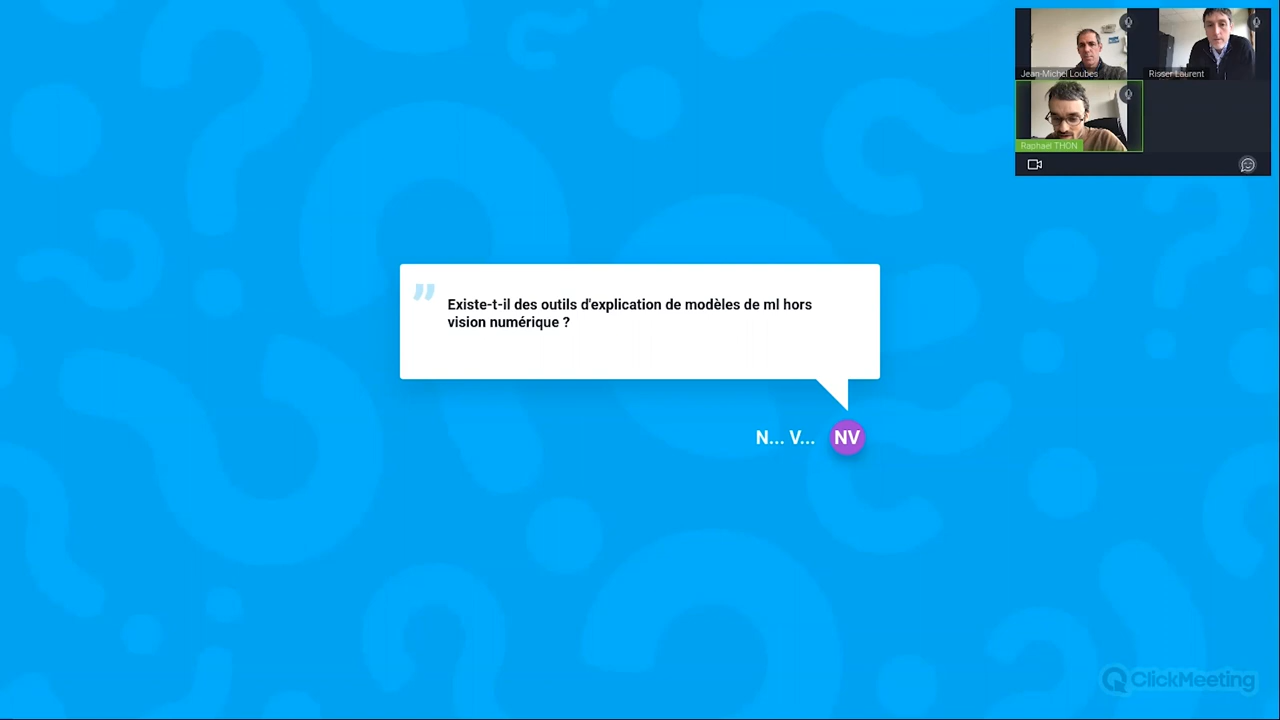 Jean-Michel Loubes
Risser Laurent
Raphaël THON
Existe-t-il des outils d'explication de modèles de ml hors
vision numérique ?
N... V...
NV
ClickMeeting